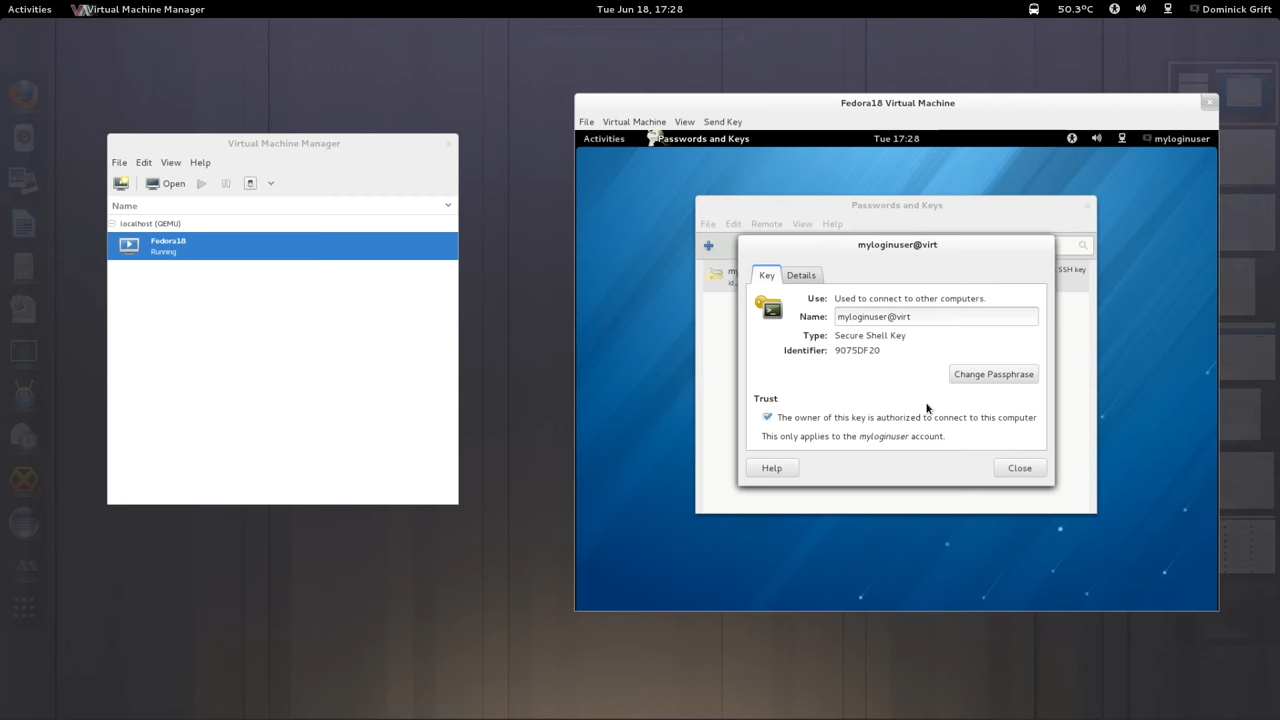 Activities
Virtual Machine Manager
Tue Jun 18, 17:28
50.3°C
Dominick Grift
Virtual Machine Manager
File Edit View Help
Open
Name
localhost (QEMU)
Fedora18
Running
Fedora18 Virtual Machine
File Virtual Machine View Send Key
Activities
Passwords and Keys
Tue 17:28
myloginuser
Passwords and Keys
File Edit Remote View Help
SSH key
myloginuser@virt
Key Details
Use: Used to connect to other computers.
Name: myloginuser@virt
Type: Secure Shell Key
Identifier: 9075DF20
Change Passphrase
Trust
The owner of this key is authorized to connect to this computer
This only applies to the myloginuser account.
Help Close